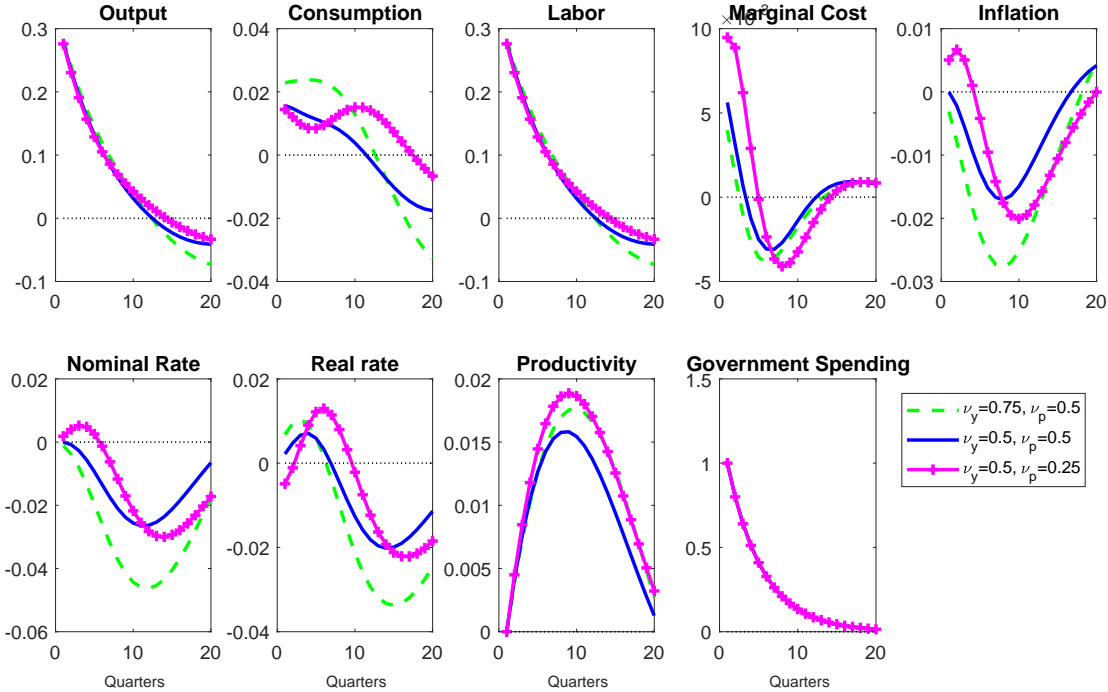 Output
0.3
0.2
0.1
0
-0.1
0 10 20
Consumption
0.04
0.02
0
-0.02
-0.04
0 10 20
Labor
0.3
0.2
0.1
0
-0.1
0 10 20
Marginal Cost
10
5
0
-5
0 10 20
Inflation
0.01
0
-0.01
-0.02
-0.03
0 10 20
Nominal Rate
0.02
0
-0.02
-0.04
-0.06
0 10 20
Quarters
Real rate
0.02
0
-0.02
-0.04
0 10 20
Quarters
Productivity
0.02
0.015
0.01
0.005
0
0 10 20
Quarters
Government Spending
1.5
1
0.5
0
0 10 20
Quarters
ν_y=0.75, ν_p=0.5
ν_y=0.5, ν_p=0.5
ν_y=0.5, ν_p=0.25